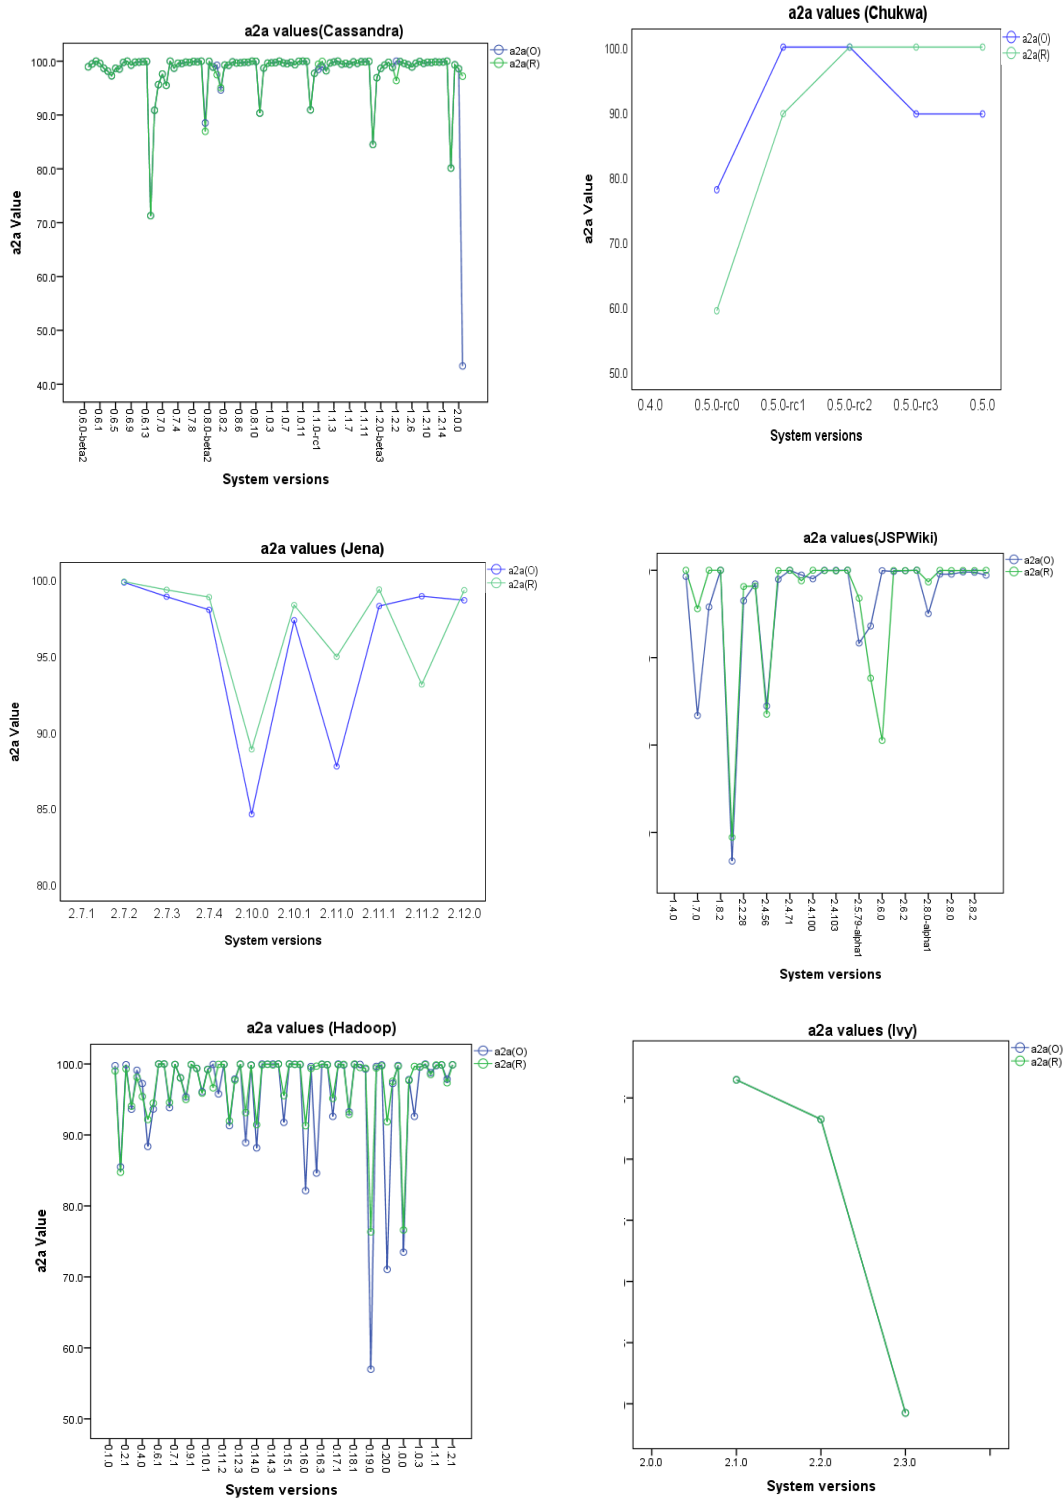 a2a values(Cassandra)
a2a(O)
a2a(R)
100.0
90.0
80.0
70.0
60.0
50.0
40.0
a2a Value
0.6.0-beta2
0.6.1
0.6.5
0.6.9
0.6.13
0.7.0
0.7.4
0.7.8
0.8.0-beta2
0.8.2
0.8.6
0.8.10
1.0.3
1.0.7
1.0.11
1.1.0-rc1
1.1.3
1.1.7
1.1.11
1.2.0-beta3
1.2.2
1.2.6
1.2.10
1.2.14
2.0.0
System versions
a2a values (Chukwa)
a2a(O)
a2a(R)
100.0
90.0
80.0
70.0
60.0
50.0
a2a Value
0.4.0 0.5.0-rc0 0.5.0-rc1 0.5.0-rc2 0.5.0-rc3 0.5.0
System versions
a2a values (Jena)
a2a(O)
a2a(R)
100.0
95.0
90.0
85.0
80.0
a2a Value
2.7.1 2.7.2 2.7.3 2.7.4 2.10.0 2.10.1 2.11.0 2.11.1 2.11.2 2.12.0
System versions
a2a values(JSPWiki)
a2a(O)
a2a(R)
1.4.0
1.7.0
1.8.2
2.2.28
2.4.56
2.4.71
2.4.100
2.4.103
2.5.79-alpha1
2.6.0
2.6.2
2.8.0-alpha1
2.8.0
2.8.2
System versions
a2a values (Hadoop)
a2a(O)
a2a(R)
100.0
90.0
80.0
70.0
60.0
50.0
a2a Value
0.1.0
0.2.1
0.4.0
0.6.1
0.7.1
0.9.1
0.10.1
0.11.2
0.12.3
0.14.0
0.14.3
0.15.1
0.16.0
0.16.3
0.17.1
0.18.1
0.19.0
0.20.0
1.0.0
1.0.3
1.1.1
1.2.1
System versions
a2a values (Ivy)
a2a(O)
a2a(R)
2.0.0 2.1.0 2.2.0 2.3.0
System versions